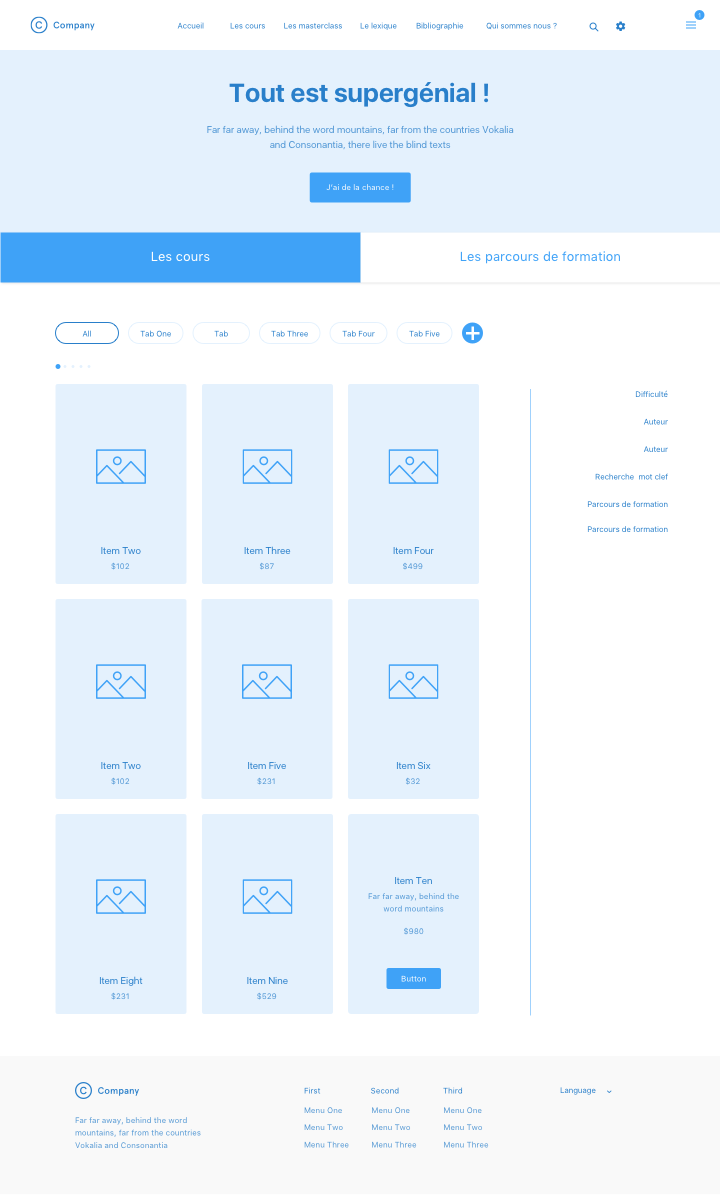 Company
Accueil
Les cours
Les masterclass
Le lexique
Bibliographie
Qui sommes nous ?
Tout est supergénial !
Far far away, behind the word mountains, far from the countries Vokalia
and Consonantia, there live the blind texts
J'ai de la chance !
Les cours
Les parcours de formation
All
Tab One
Tab
Tab Three
Tab Four
Tab Five
Item Two
$102
Item Three
$87
Item Four
$499
Difficulté
Auteur
Auteur
Recherche  mot clef
Parcours de formation
Parcours de formation
Item Two
$102
Item Five
$231
Item Six
$32
Item Eight
$231
Item Nine
$529
Item Ten
Far far away, behind the
word mountains
$980
Button
Company
Far far away, behind the word
mountains, far from the countries
Vokalia and Consonantia
First
Menu One
Menu Two
Menu Three
Second
Menu One
Menu Two
Menu Three
Third
Menu One
Menu Two
Menu Three
Language